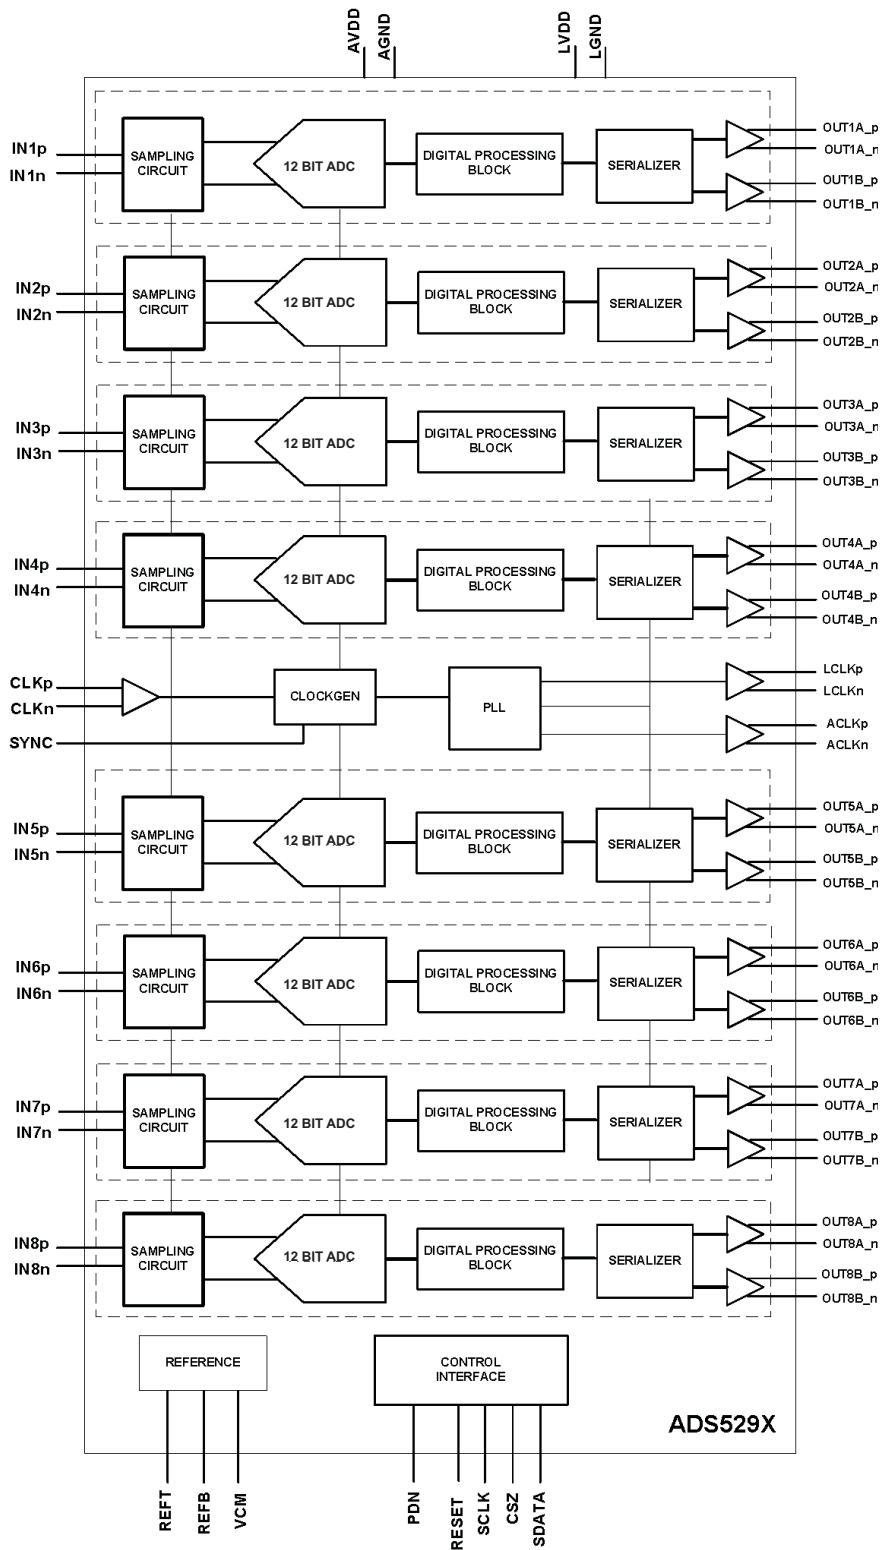 AVDD
AGND
LVDD
LGND
IN1p
IN1n
SAMPLING
CIRCUIT
12 BIT ADC
DIGITAL PROCESSING
BLOCK
SERIALIZER
OUT1A_p
OUT1A_n
OUT1B_p
OUT1B_n
IN2p
IN2n
SAMPLING
CIRCUIT
12 BIT ADC
DIGITAL PROCESSING
BLOCK
SERIALIZER
OUT2A_p
OUT2A_n
OUT2B_p
OUT2B_n
IN3p
IN3n
SAMPLING
CIRCUIT
12 BIT ADC
DIGITAL PROCESSING
BLOCK
SERIALIZER
OUT3A_p
OUT3A_n
OUT3B_p
OUT3B_n
IN4p
IN4n
SAMPLING
CIRCUIT
12 BIT ADC
DIGITAL PROCESSING
BLOCK
SERIALIZER
OUT4A_p
OUT4A_n
OUT4B_p
OUT4B_n
CLKp
CLKn
SYNC
CLOCKGEN
PLL
LCLKp
LCLKn
ACLKp
ACLKn
IN5p
IN5n
SAMPLING
CIRCUIT
12 BIT ADC
DIGITAL PROCESSING
BLOCK
SERIALIZER
OUT5A_p
OUT5A_n
OUT5B_p
OUT5B_n
IN6p
IN6n
SAMPLING
CIRCUIT
12 BIT ADC
DIGITAL PROCESSING
BLOCK
SERIALIZER
OUT6A_p
OUT6A_n
OUT6B_p
OUT6B_n
IN7p
IN7n
SAMPLING
CIRCUIT
12 BIT ADC
DIGITAL PROCESSING
BLOCK
SERIALIZER
OUT7A_p
OUT7A_n
OUT7B_p
OUT7B_n
IN8p
IN8n
SAMPLING
CIRCUIT
12 BIT ADC
DIGITAL PROCESSING
BLOCK
SERIALIZER
OUT8A_p
OUT8A_n
OUT8B_p
OUT8B_n
REFERENCE
CONTROL
INTERFACE
ADS529X
REFT
REFB
VCM
PDN
RESET
SCLK
CSZ
SDATA